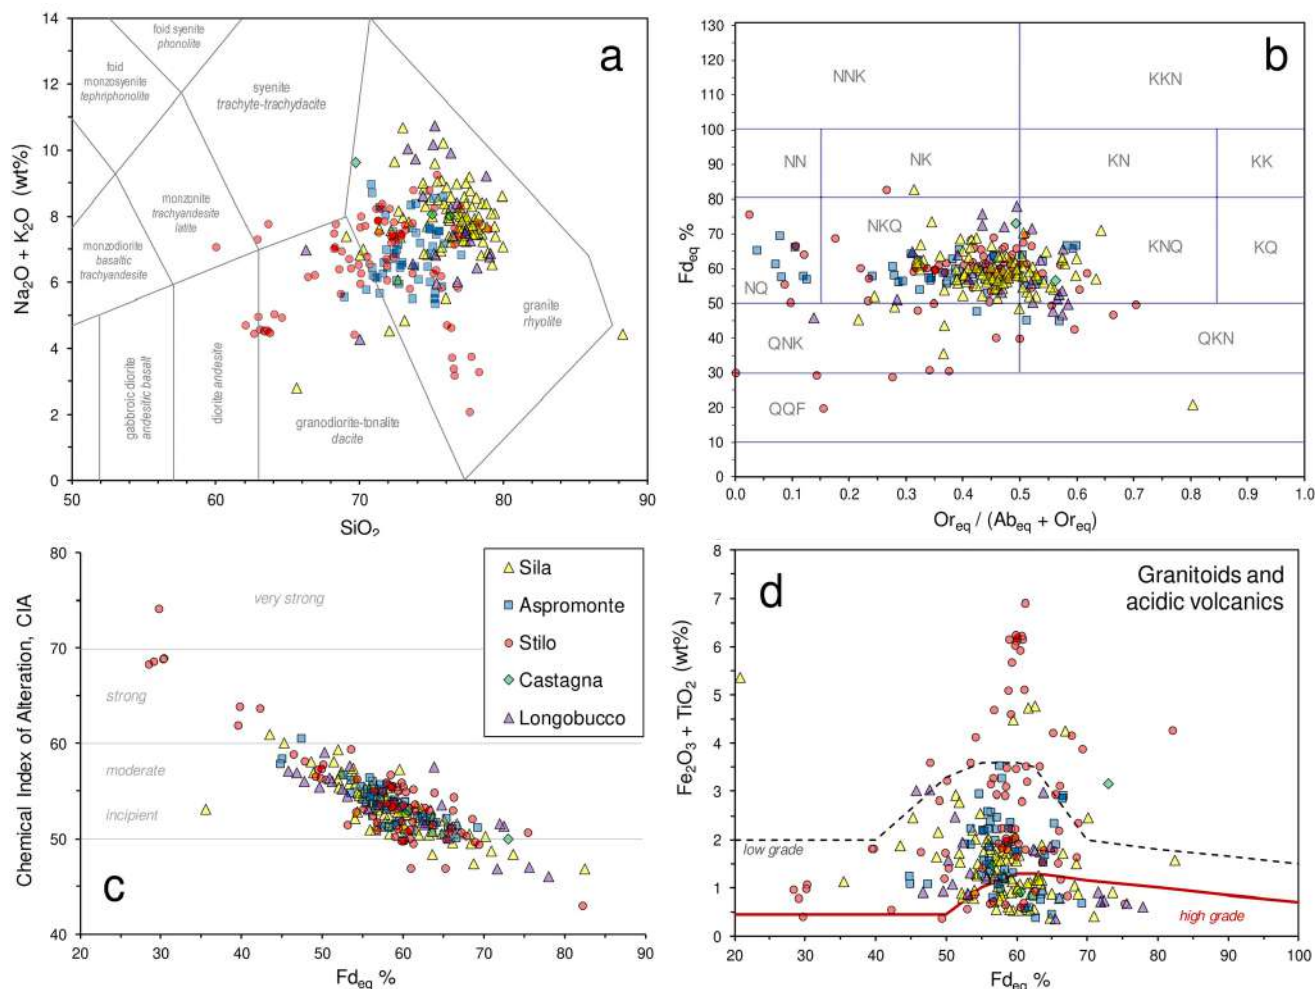 a
Na2O + K2O (wt%)
14
12
10
8
6
4
2
0
50
60
70
80
90
SiO2
foid syenite
phonolite
foid
monzosyenite
tephriphonolite
syenite
trachyte-trachydacite
monzonite
trachyandesite
latite
monzodiorite
basaltic
trachyandesite
gabbroic diorite
andesitic basalt
diorite andesite
granodiorite-tonalite
dacite
granite
rhyolite
b
Fdeq %
130
120
110
100
90
80
70
60
50
40
30
20
10
0
0.0
0.1
0.2
0.3
0.4
0.5
0.6
0.7
0.8
0.9
1.0
Oreq / (Abeq + Oreq)
NNK
KKN
NN
NK
KN
KK
NKQ
KNQ
KQ
NQ
QNK
QKN
QQF
c
Chemical Index of Alteration, CIA
80
70
60
50
40
20
30
40
50
60
70
80
90
Fdeq %
very strong
strong
moderate
incipient
Sila
Aspromonte
Stilo
Castagna
Longobucco
d
Granitoids and
acidic volcanics
Fe2O3 + TiO2 (wt%)
8
7
6
5
4
3
2
1
0
20
30
40
50
60
70
80
90
100
Fdeq %
low grade
high grade